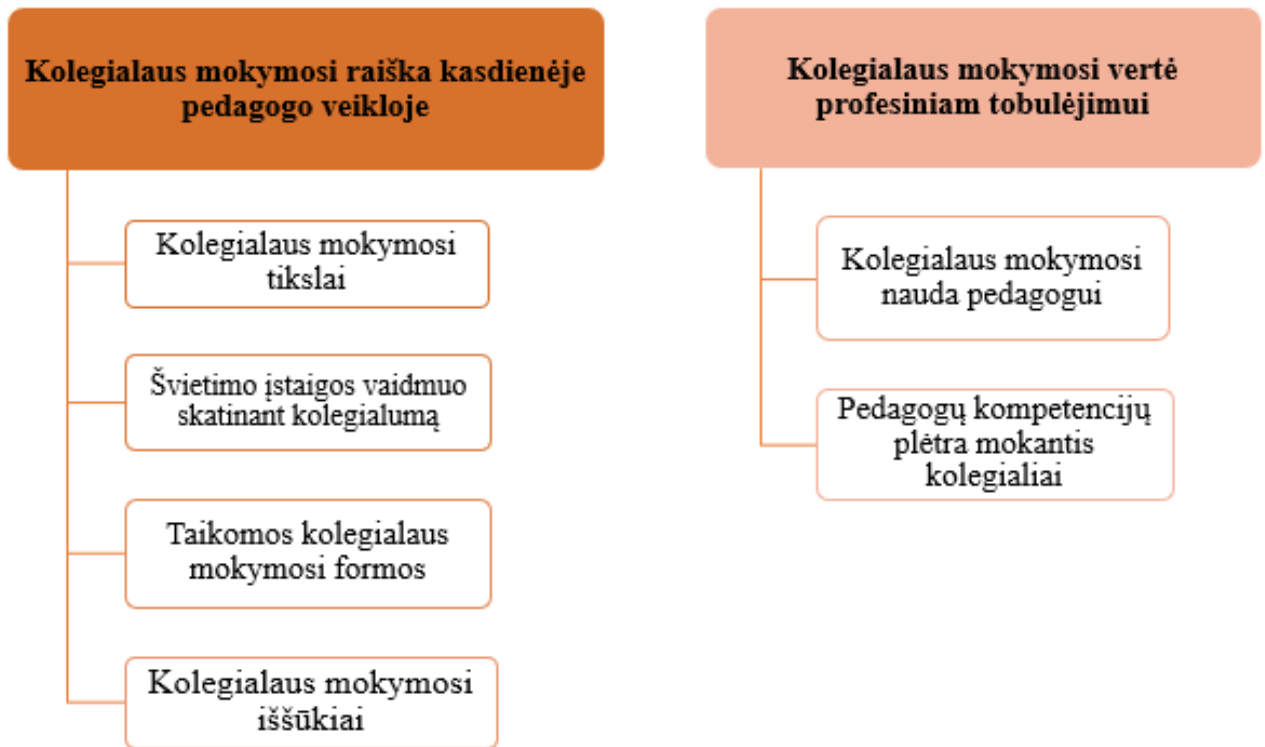 Kolegialaus mokymosi raiška kasdienėje
pedagogo veikloje
Kolegialaus mokymosi
tikslai
Švietimo įstaigos vaidmuo
skatinant kolegialumą
Taikomos kolegialaus
mokymosi formos
Kolegialaus mokymosi
iššūkiai
Kolegialaus mokymosi vertė
profesiniam tobulėjimui
Kolegialaus mokymosi
nauda pedagogui
Pedagogų kompetencijų
plėtra mokantis
kolegialiai